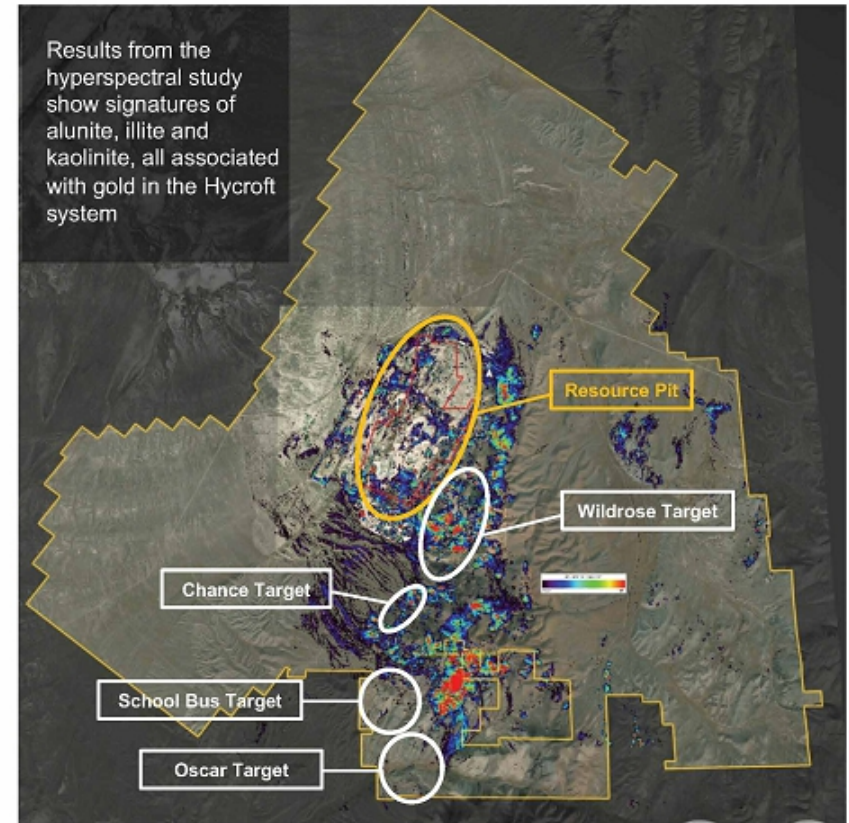 Results from the
hyperspectral study
show signatures of
alunite, illite and
kaolinite, all associated
with gold in the Hycroft
system
Resource Pit
Wildrose Target
Chance Target
School Bus Target
Oscar Target